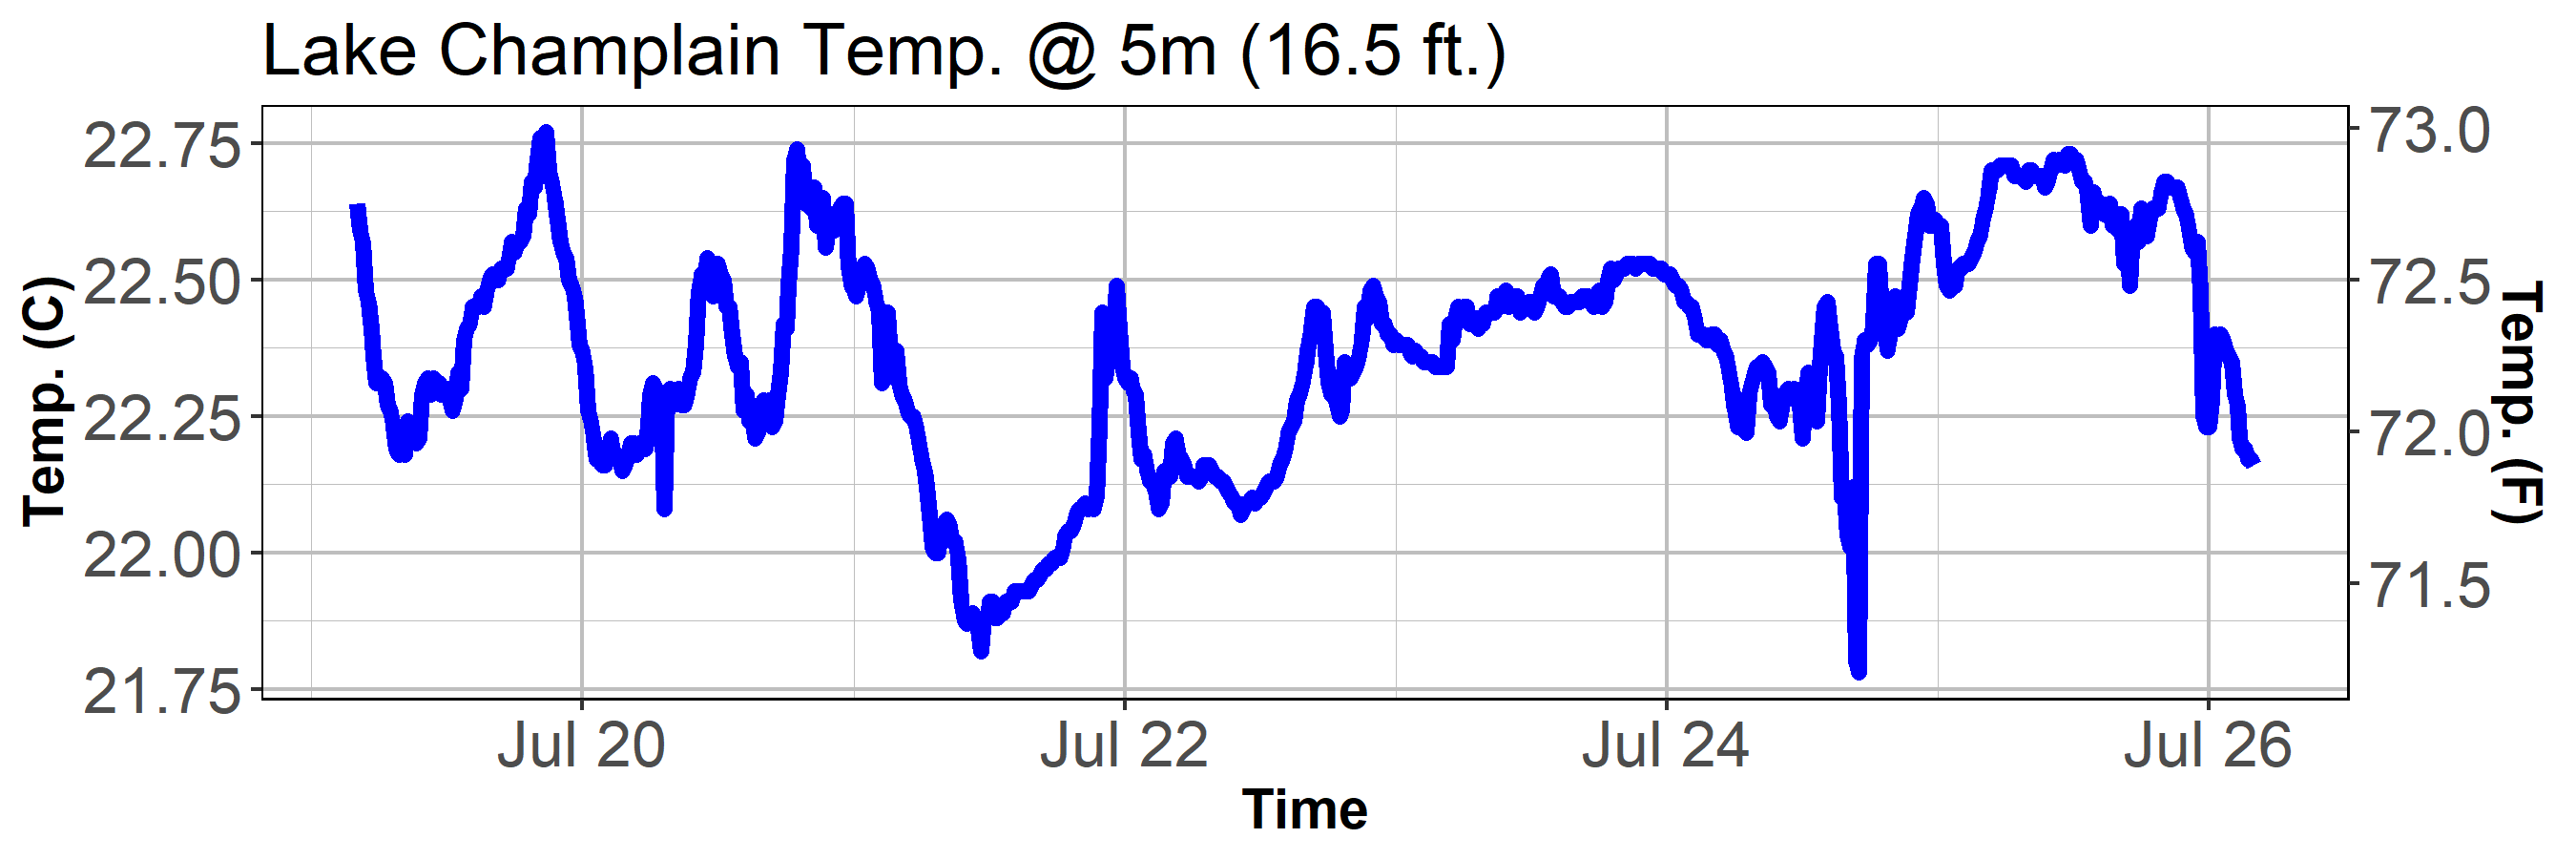 Lake Champlain Temp. @ 5m (16.5 ft.)
Temp. (C)
22.75
22.50
22.25
22.00
21.75
73.0
72.5
72.0
71.5
Temp. (F)
Jul 20 Jul 22 Jul 24 Jul 26
Time